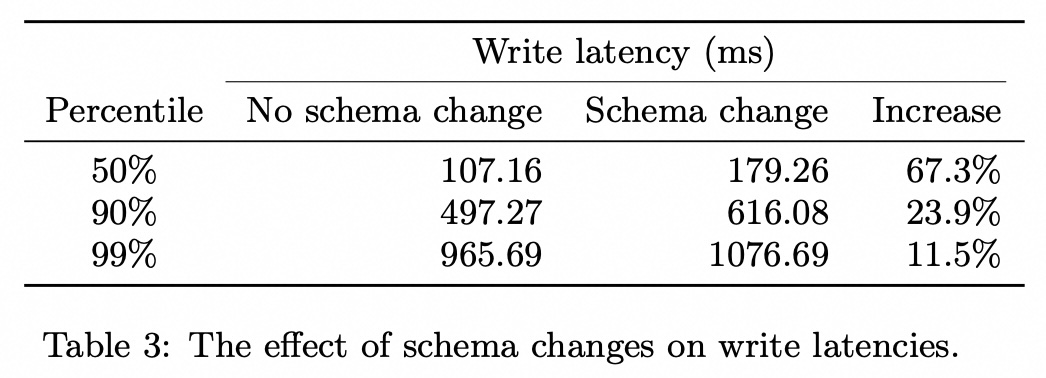 Write latency (ms)
Percentile No schema change Schema change Increase
50% 107.16 179.26 67.3%
90% 497.27 616.08 23.9%
99% 965.69 1076.69 11.5%
Table 3: The effect of schema changes on write latencies.